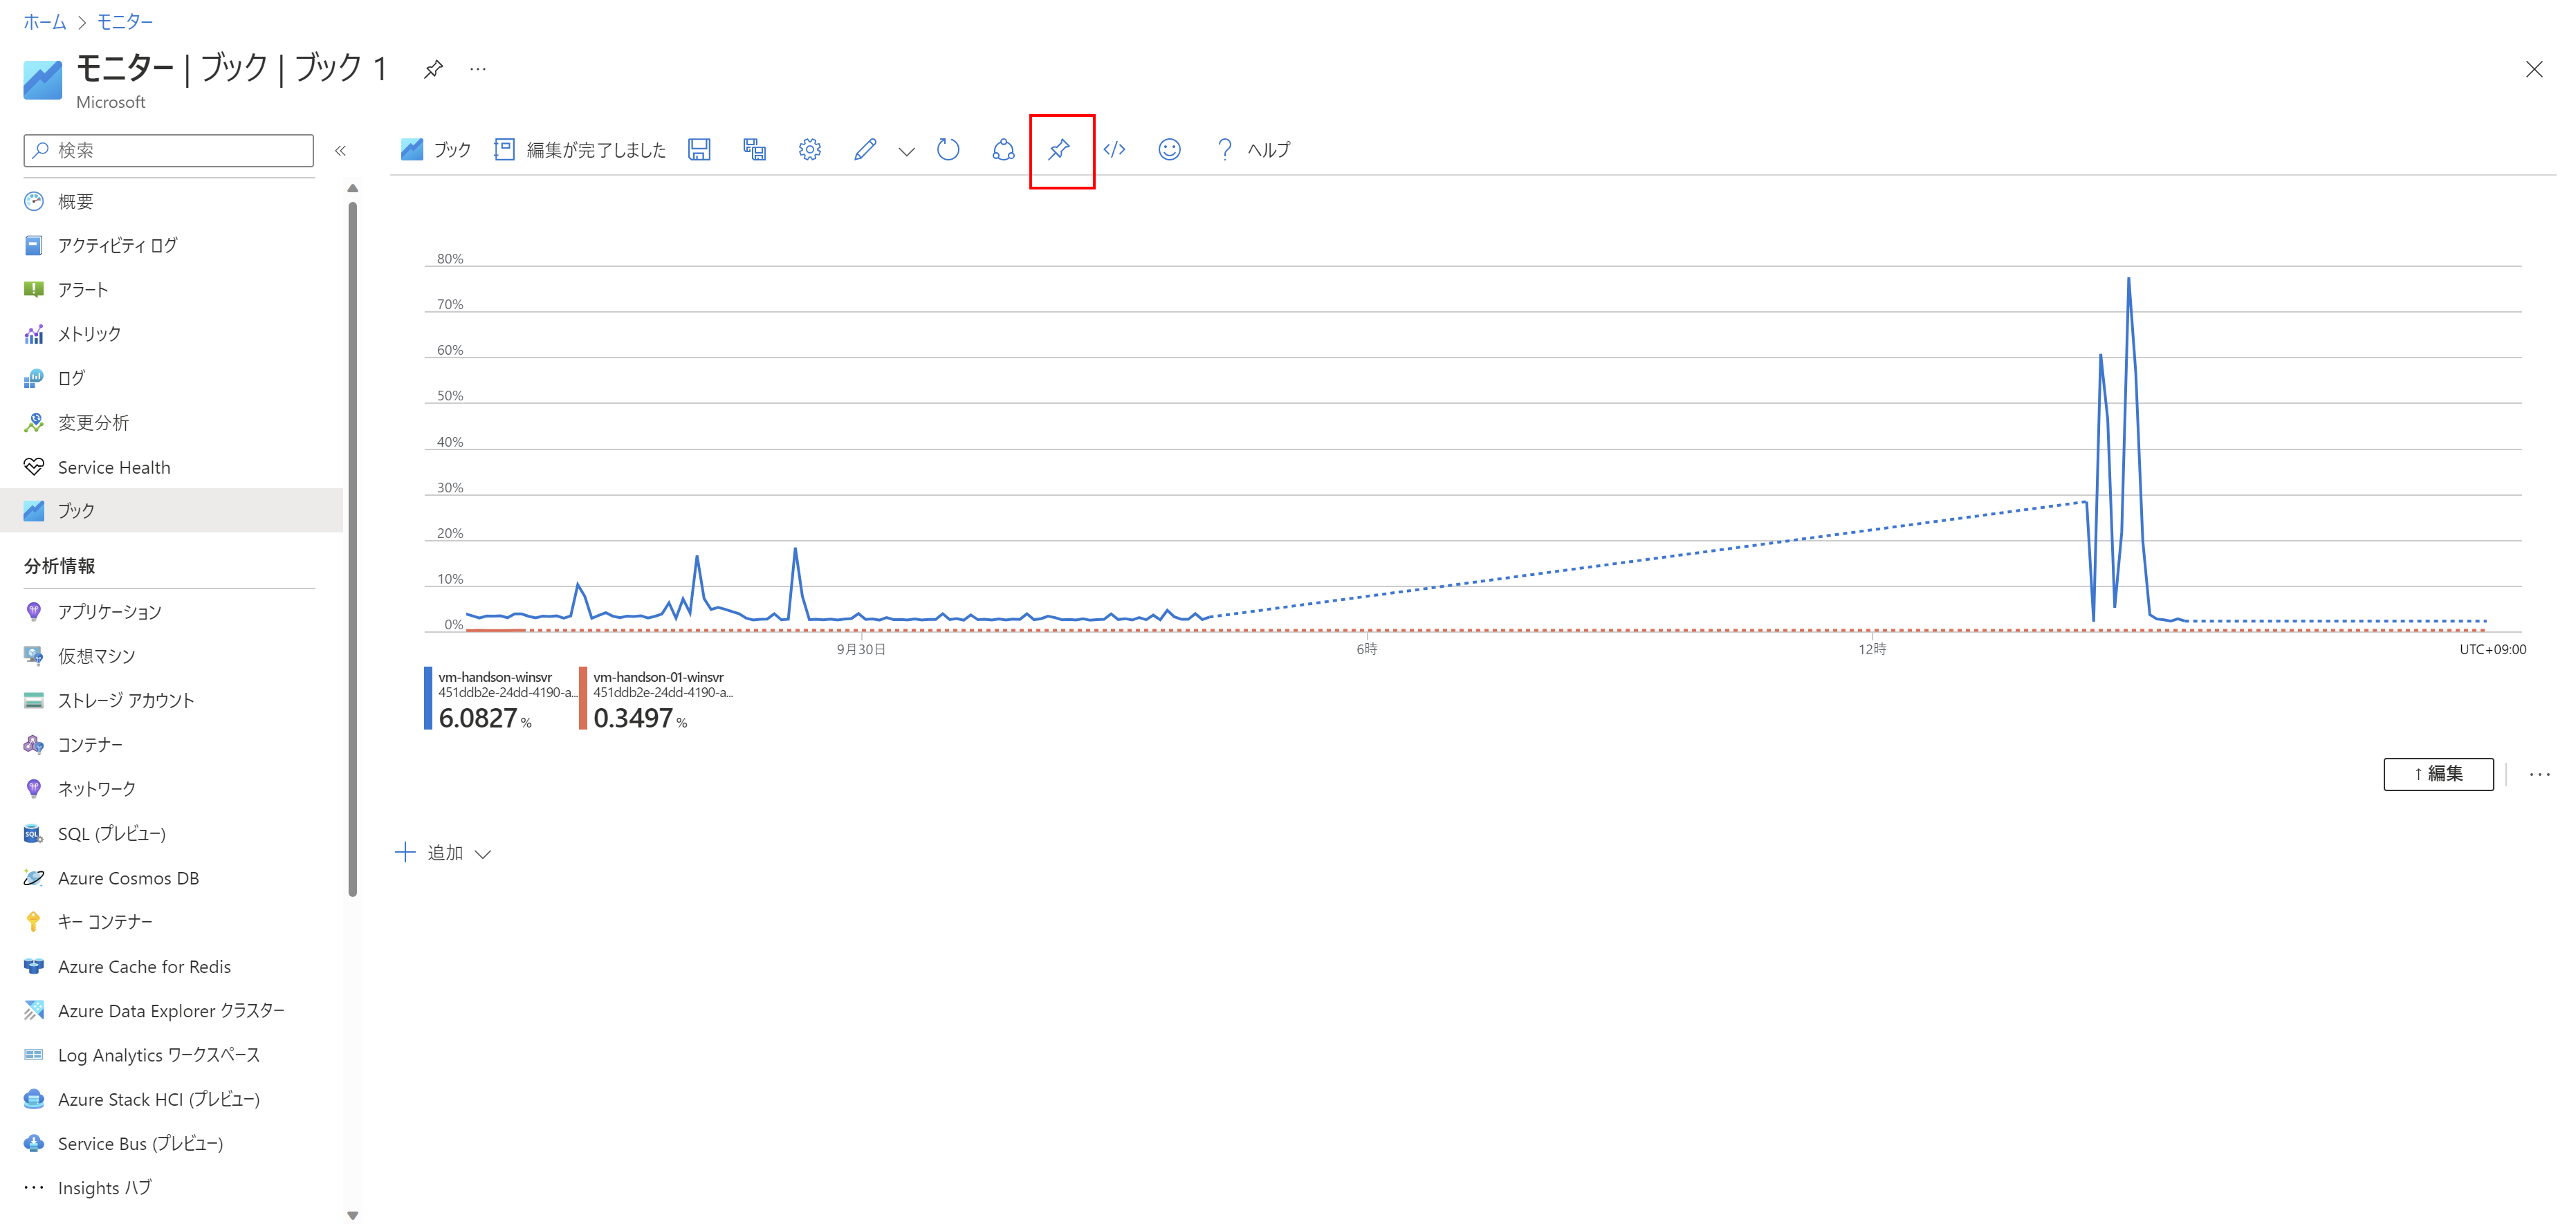 ホーム > モニター
モニター | ブック | ブック 1
···
Microsoft
検索
«
ブック
編集が完了しました
</>
? ヘルプ
概要
アクティビティ ログ
アラート
メトリック
ログ
変更分析
Service Health
ブック
分析情報
アプリケーション
仮想マシン
ストレージ アカウント
コンテナー
ネットワーク
SQL (プレビュー)
Azure Cosmos DB
キー コンテナー
Azure Cache for Redis
Azure Data Explorer クラスター
Log Analytics ワークスペース
Azure Stack HCI (プレビュー)
Service Bus (プレビュー)
··· Insights ハブ
80%
70%
60%
50%
40%
30%
20%
10%
0%
9月30日
6時
12時
UTC+09:00
vm-handson-winsvr
451ddb2e-24dd-4190-a...
6.0827 %
vm-handson-01-winsvr
451ddb2e-24dd-4190-a...
0.3497 %
↑ 編集
···
+ 追加